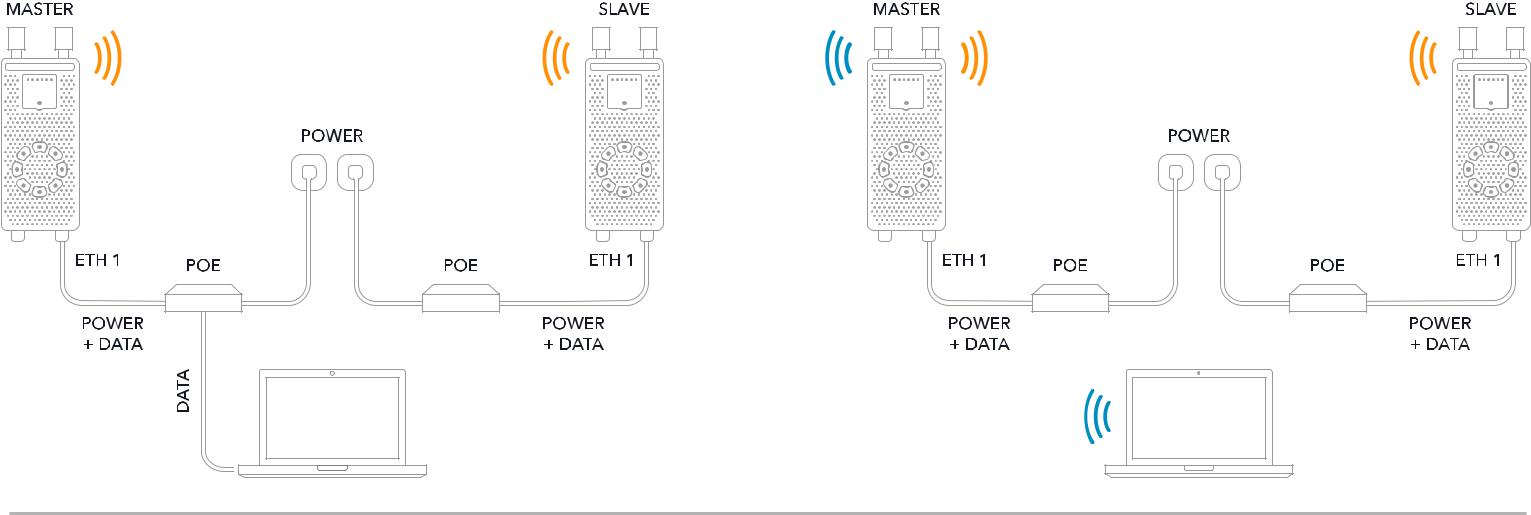 MASTER
SLAVE
POWER
ETH 1
POE
POE
ETH 1
POWER
+ DATA
POWER
+ DATA
DATA
MASTER
SLAVE
POWER
ETH 1
POE
POE
ETH 1
POWER
+ DATA
POWER
+ DATA